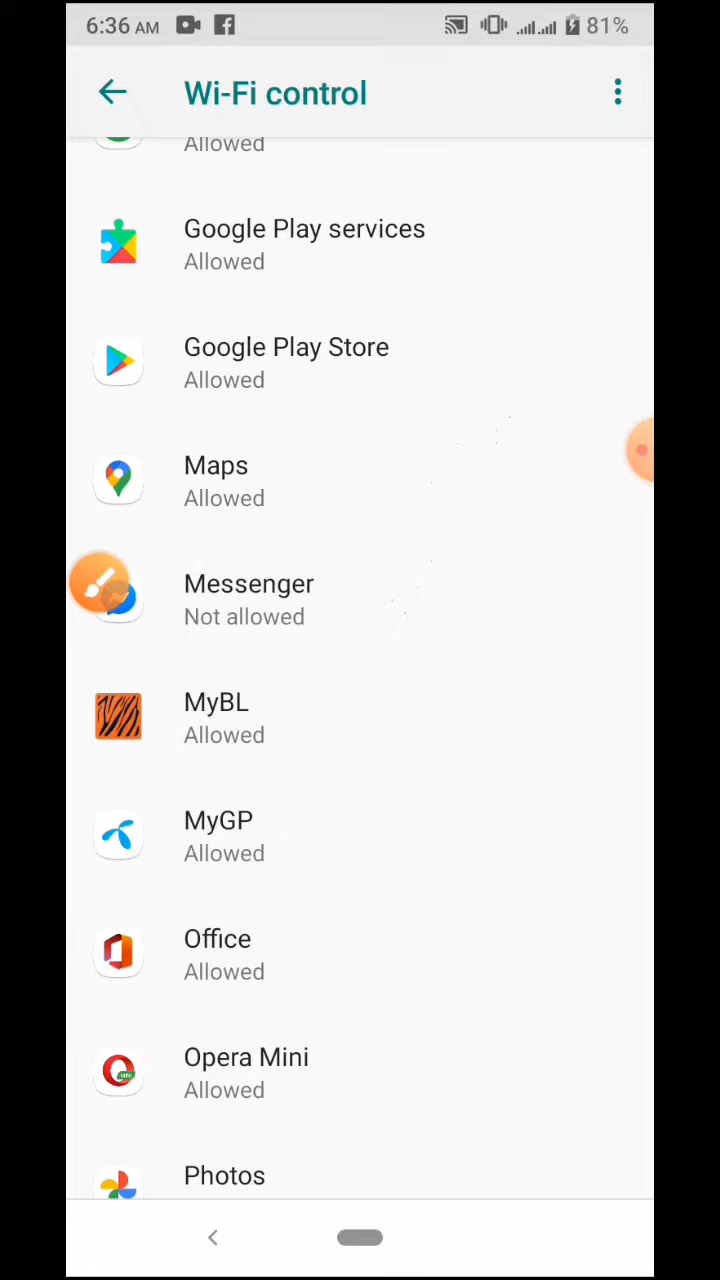 6:36 AM 81%
Wi-Fi control
Allowed
Google Play services
Allowed
Google Play Store
Allowed
Maps
Allowed
Messenger
Not allowed
MyBL
Allowed
MyGP
Allowed
Office
Allowed
Opera Mini
Allowed
Photos